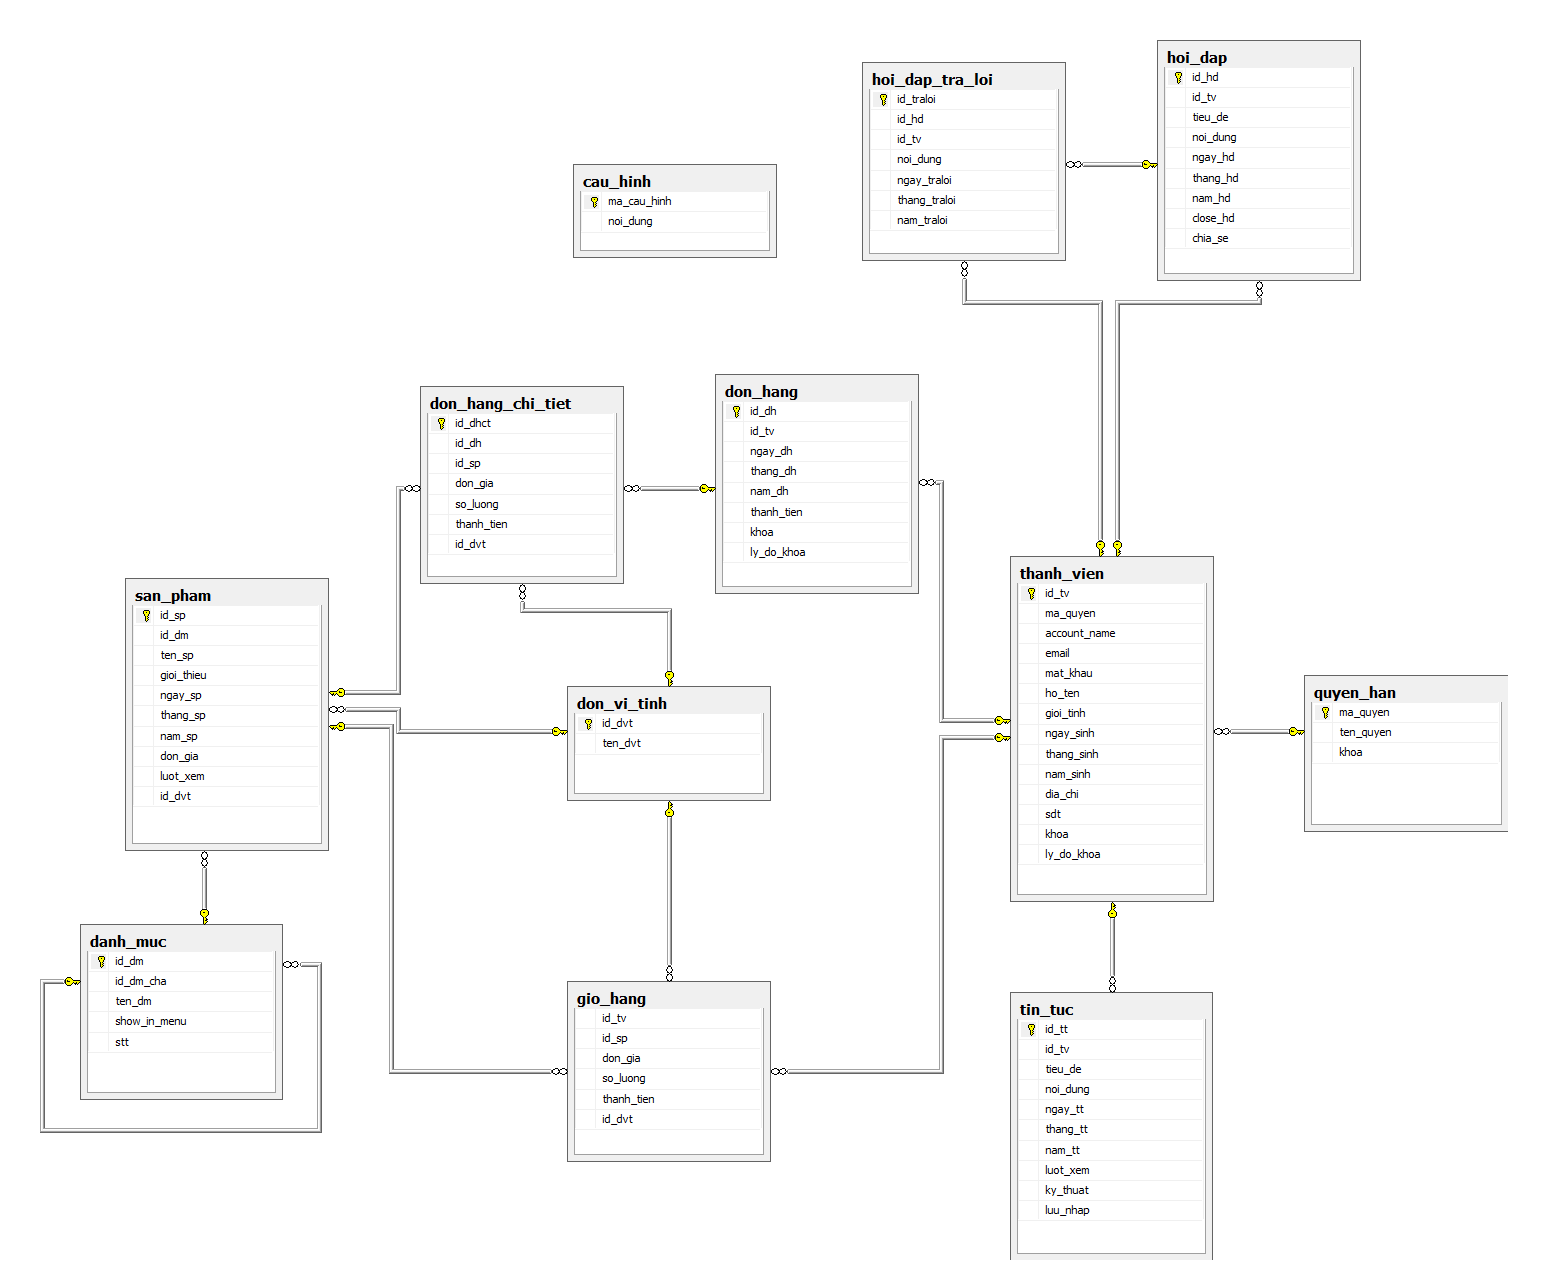 hoi_dap
id_hd
id_tv
tieu_de
noi_dung
ngay_hd
thang_hd
nam_hd
close_hd
chia_se
hoi_dap_tra_loi
id_traloi
id_hd
id_tv
noi_dung
ngay_traloi
thang_traloi
nam_traloi
cau_hinh
ma_cau_hinh
noi_dung
don_hang_chi_tiet
id_dhct
id_dh
id_sp
don_gia
so_luong
thanh_tien
id_dvt
don_hang
id_dh
id_tv
ngay_dh
thang_dh
nam_dh
thanh_tien
khoa
ly_do_khoa
san_pham
id_sp
id_dm
ten_sp
gioi_thieu
ngay_sp
thang_sp
nam_sp
don_gia
luot_xem
id_dvt
don_vi_tinh
id_dvt
ten_dvt
thanh_vien
id_tv
ma_quyen
account_name
email
mat_khau
ho_ten
gioi_tinh
ngay_sinh
thang_sinh
nam_sinh
dia_chi
sdt
khoa
ly_do_khoa
quyen_han
ma_quyen
ten_quyen
khoa
danh_muc
id_dm
id_dm_cha
ten_dm
show_in_menu
stt
gio_hang
id_tv
id_sp
don_gia
so_luong
thanh_tien
id_dvt
tin_tuc
id_tt
id_tv
tieu_de
noi_dung
ngay_tt
thang_tt
nam_tt
luot_xem
ky_thuat
luu_nhap